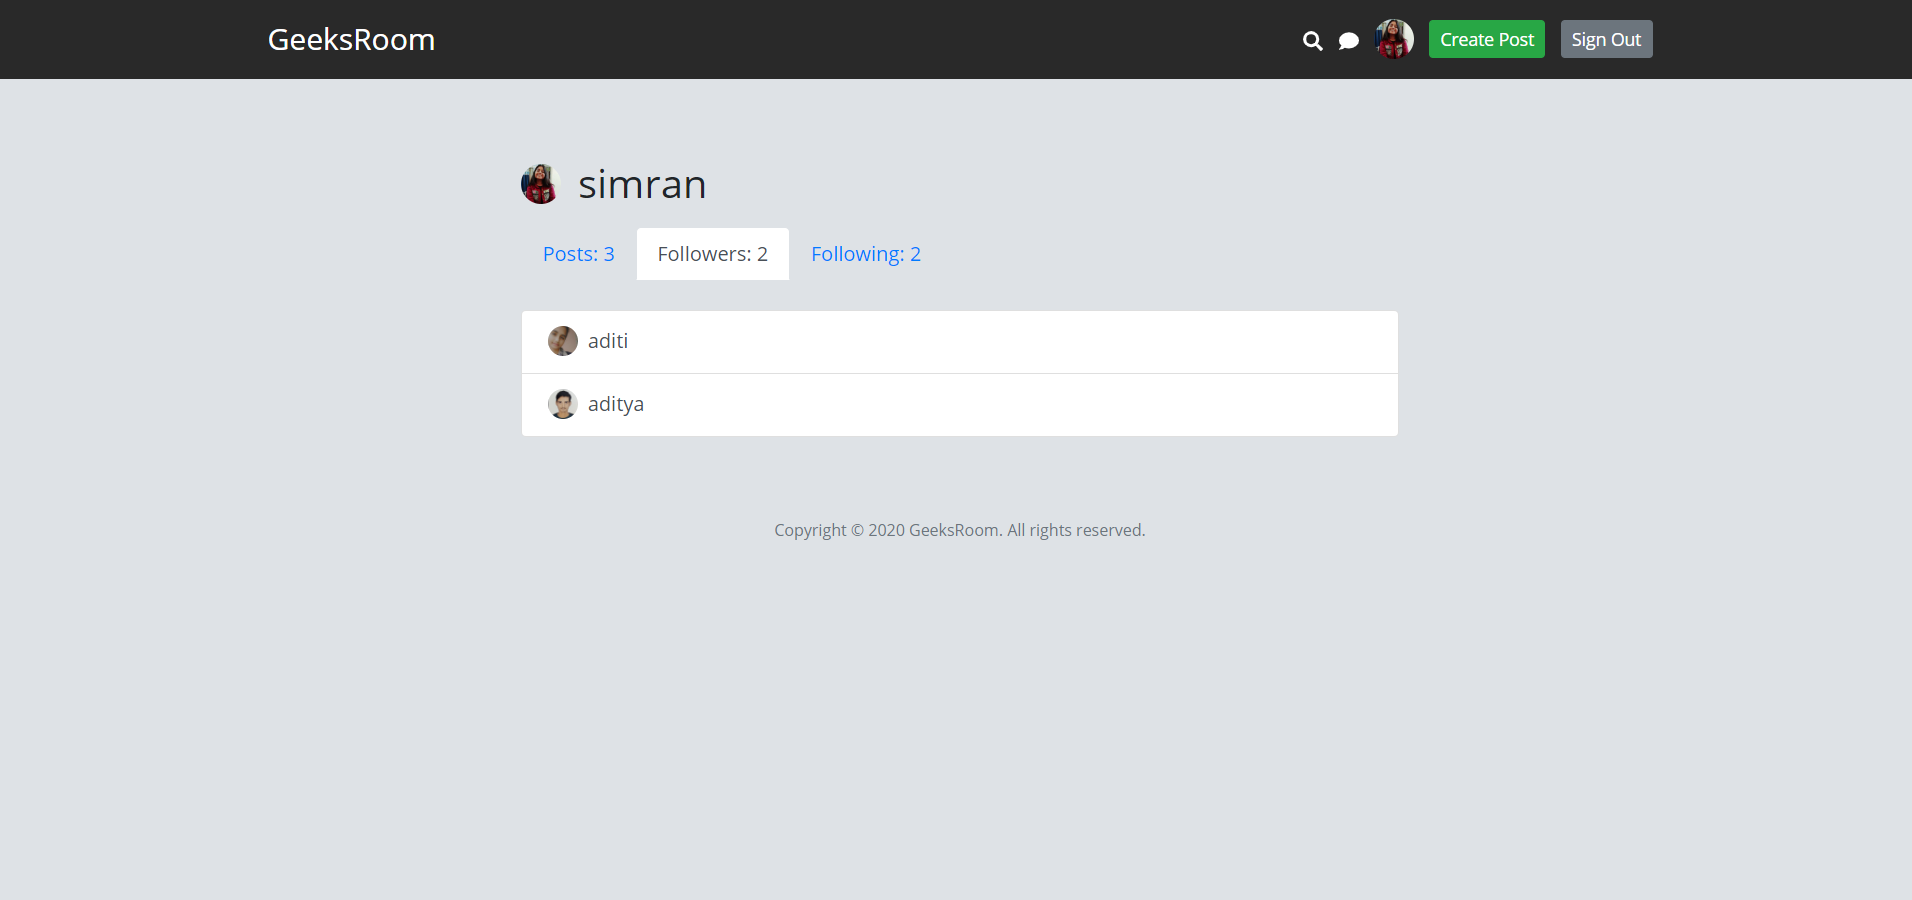 GeeksRoom
Create Post
Sign Out
simran
Posts: 3
Followers: 2
Following: 2
aditi
aditya
Copyright © 2020 GeeksRoom. All rights reserved.